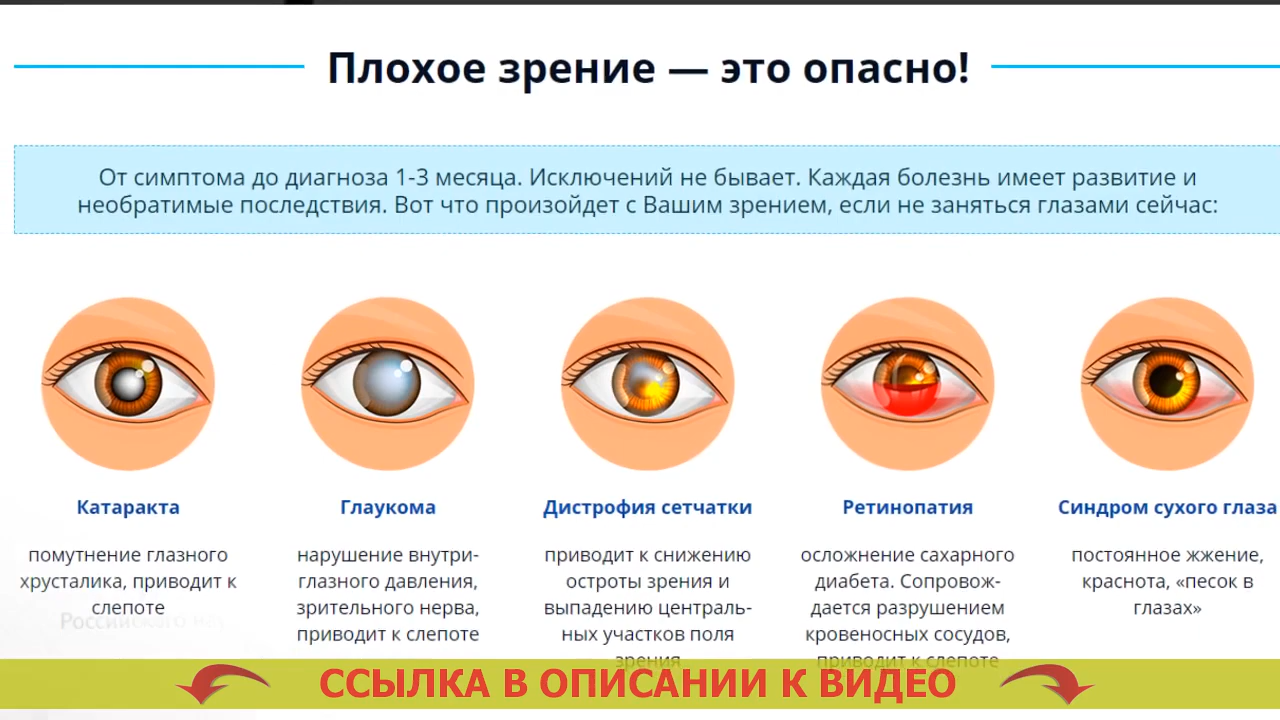 Плохое зрение — это опасно!
От симптома до диагноза 1-3 месяца. Исключений не бывает. Каждая болезнь имеет развитие и
необратимые последствия. Вот что произойдет с Вашим зрением, если не заняться глазами сейчас:
Катаракта
помутнение глазного
хрусталика, приводит к
слепоте
Глаукома
нарушение внутри-
глазного давления,
зрительного нерва,
приводит к слепоте
Дистрофия сетчатки
приводит к снижению
остроты зрения и
выпадению централь-
ных участков поля
зрения
Ретинопатия
осложнение сахарного
диабета. Сопровож-
дается разрушением
кровеносных сосудов,
приводит к слепоте
Синдром сухого глаза
постоянное жжение,
краснота, «песок в
глазах»
Российского
ССЫЛКА В ОПИСАНИИ К ВИДЕО